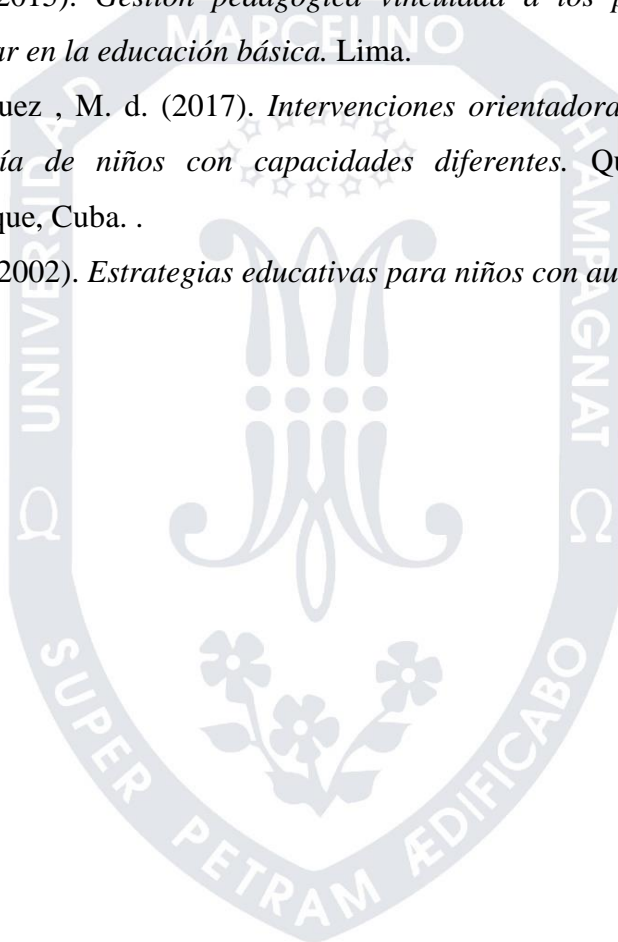 2015). Gestión pedagógica vinculada a los p
ar en la educación básica. Lima.
uez , M. d. (2017). Intervenciones orientadora
ía de niños con capacidades diferentes. Qu
que, Cuba. .
2002). Estrategias educativas para niños con au
UNIVERSIDAD
MARCELINO
CHAMPAGNAT
SUPER PETRAM ÆDIFICABO